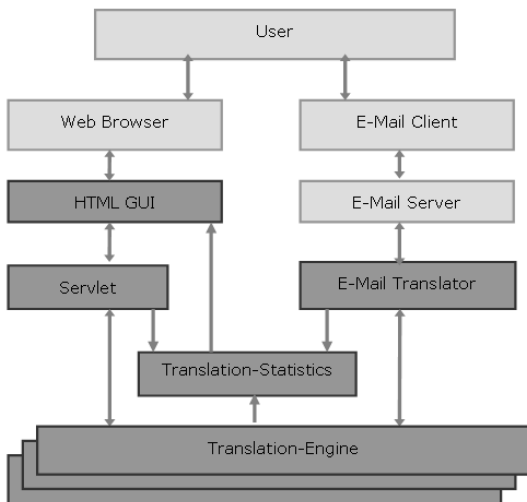 User
Web Browser
E-Mail Client
HTML GUI
E-Mail Server
Servlet
E-Mail Translator
Translation-Statistics
Translation-Engine